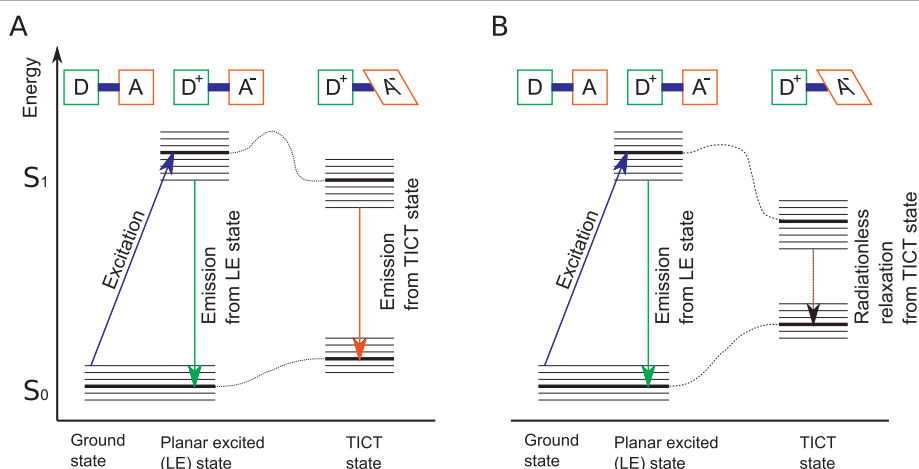 A
Energy
D
A
D+
A-
D+
A-
S1
S0
Excitation
Emission
from LE state
Emission
from TICT state
Ground
state
Planar excited
(LE) state
TICT
state
B
D
A
D+
A-
D+
A-
Excitation
Emission
from LE state
Radiationless
relaxation
from TICT state
Ground
state
Planar excited
(LE) state
TICT
state